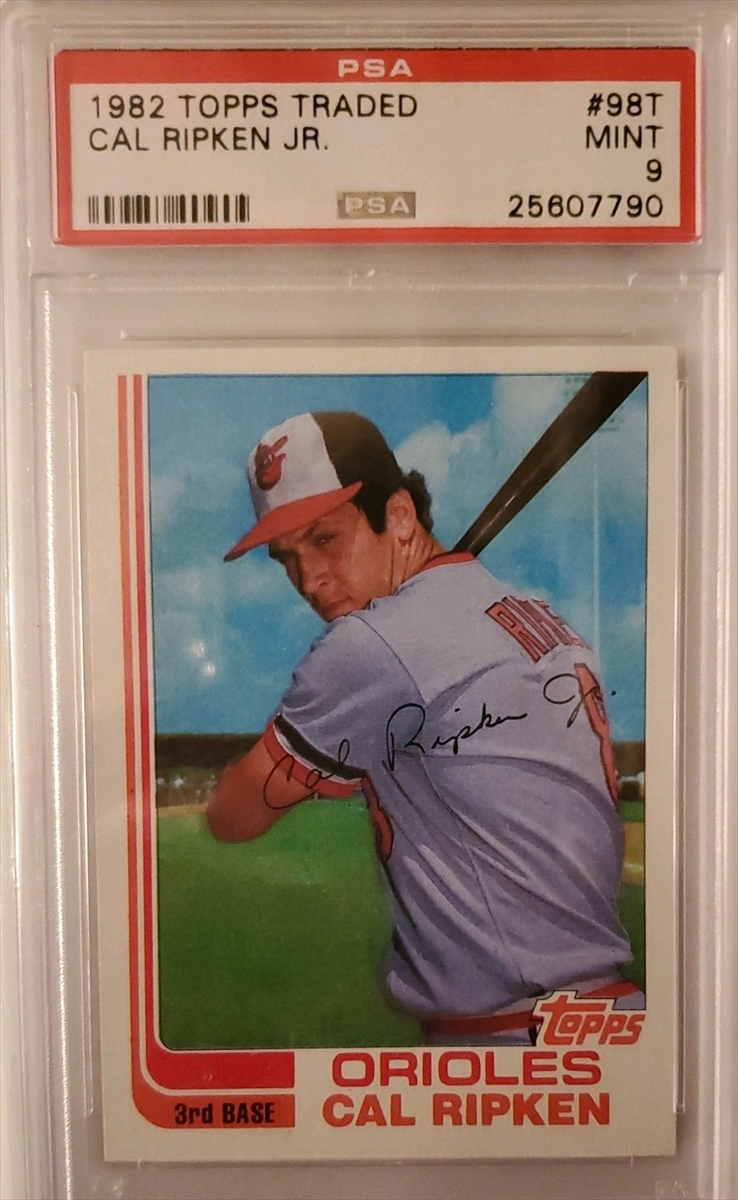 PSA
1982 TOPPS TRADED #98T
CAL RIPKEN JR. MINT
9
PSA 25607790
Cal Ripken Jr.
TOPPS
ORIOLES
3rd BASE CAL RIPKEN